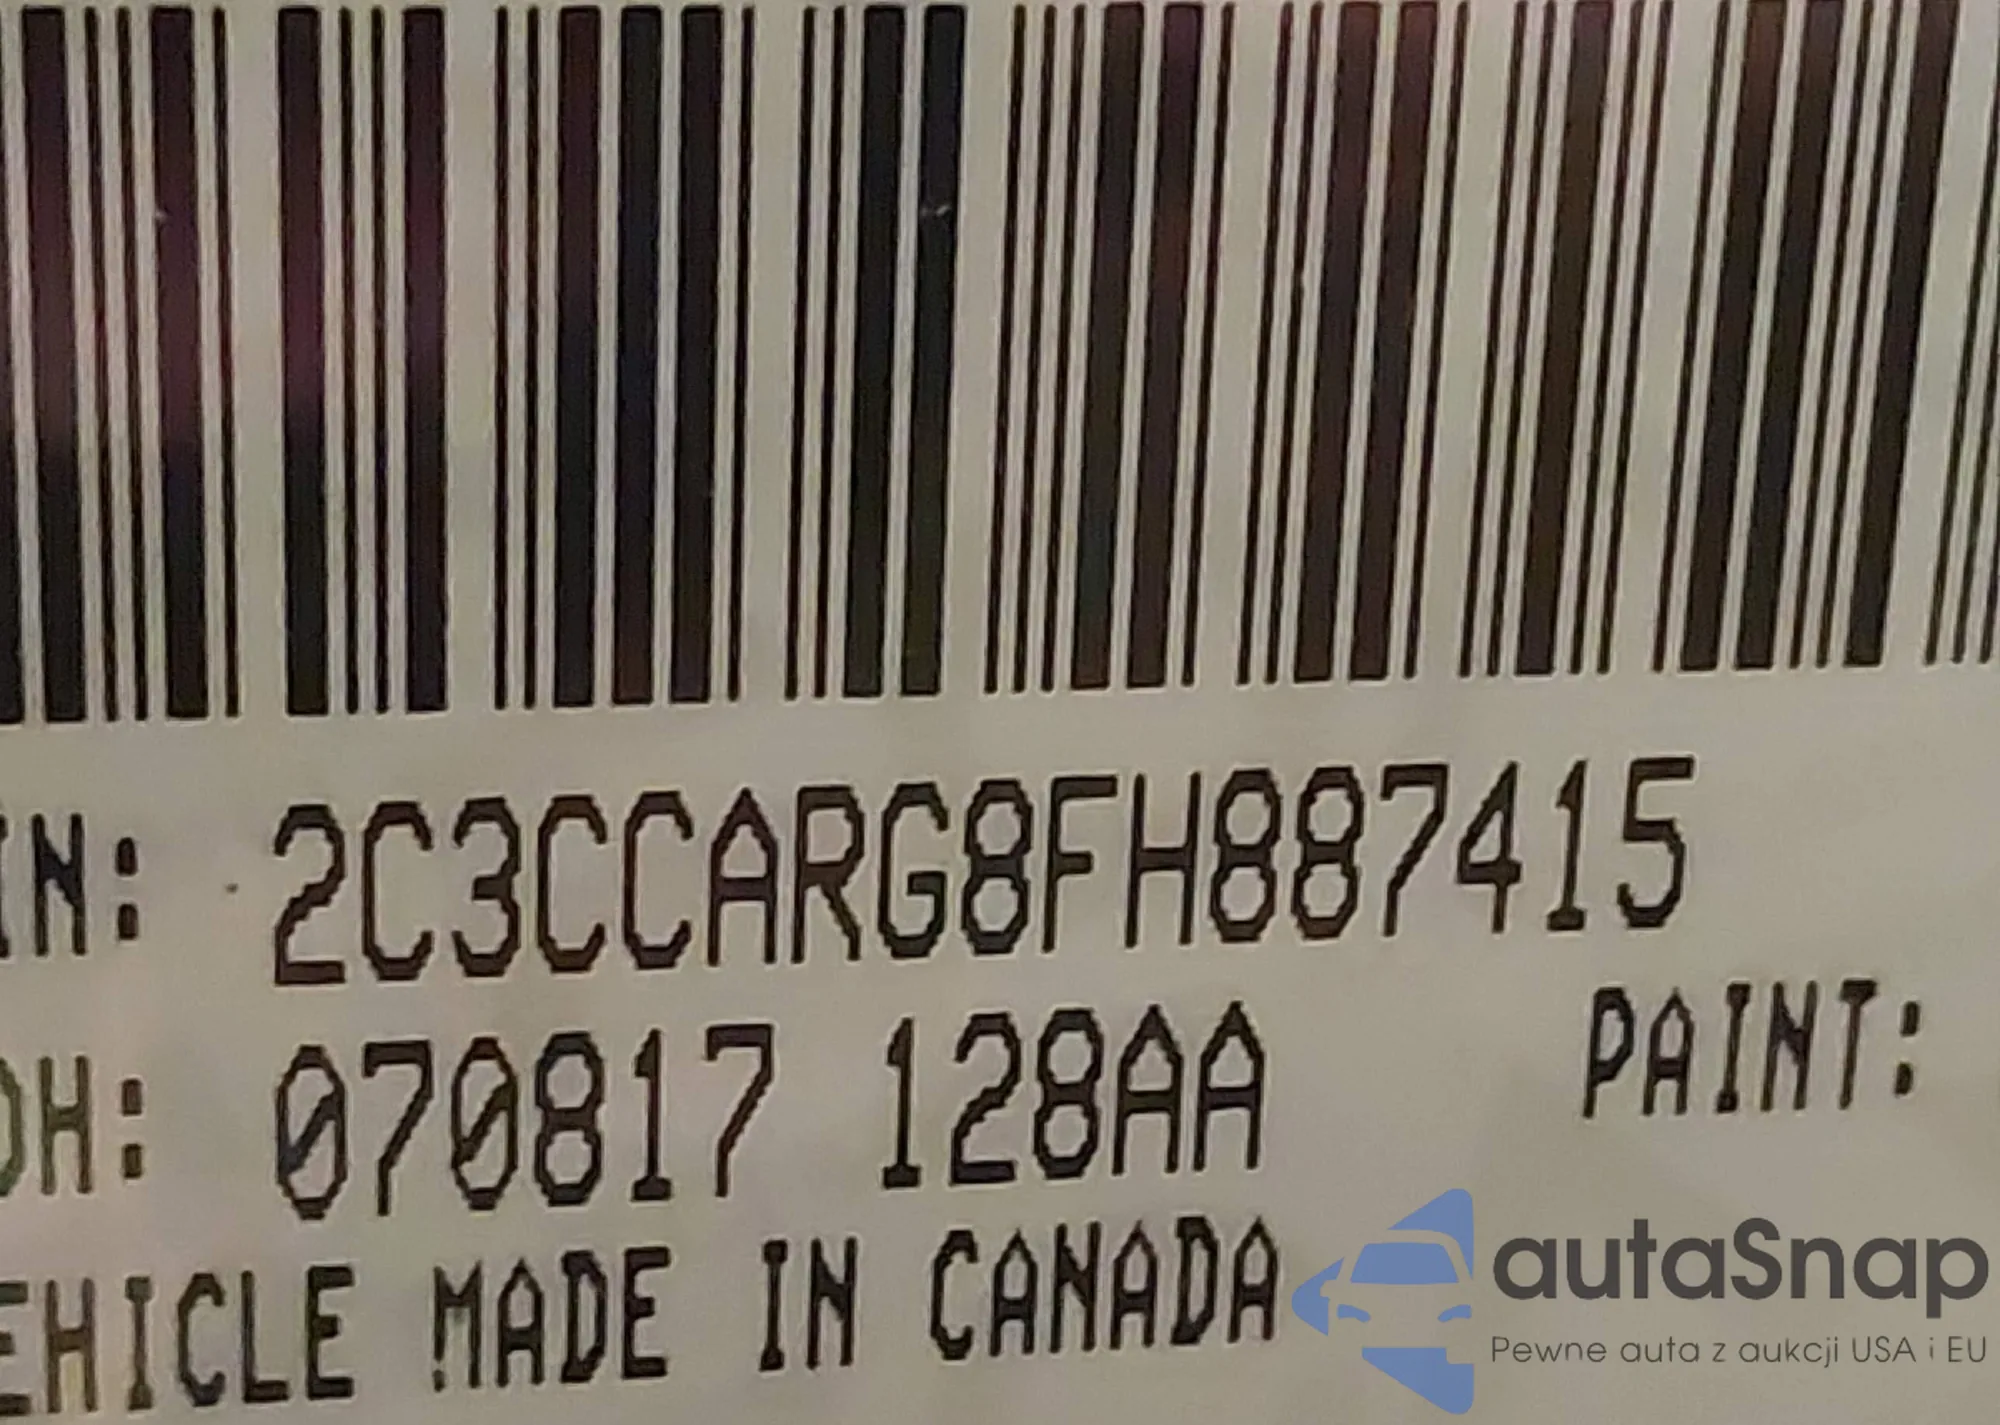 IN: 2C3CCARG8FH887415
DH: 070817 128AA PAINT:
EHICLE MADE IN CANADA
autaSnap
Pewne auta z aukcji USA i EU